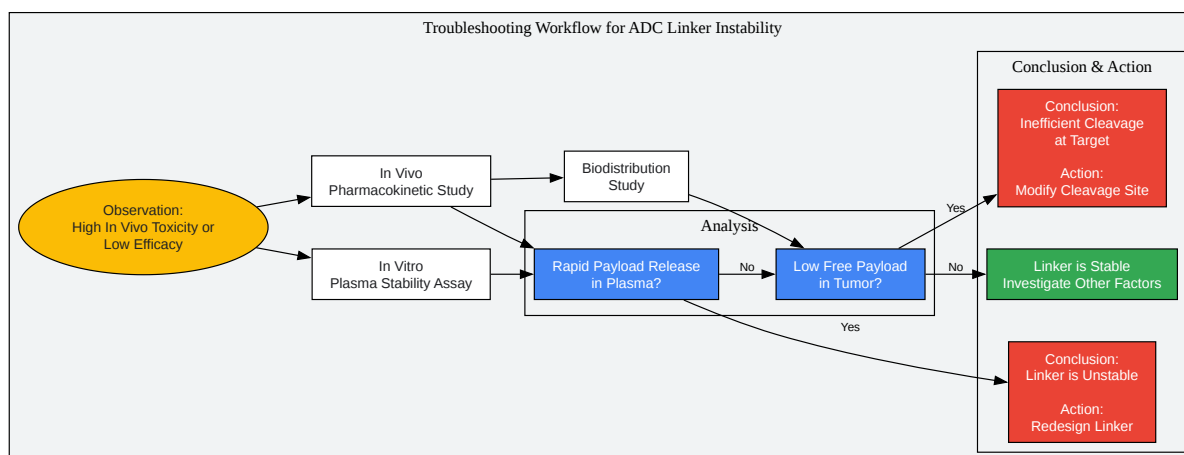 Troubleshooting Workflow for ADC Linker Instability
Observation:
High In Vivo Toxicity or
Low Efficacy
In Vivo
Pharmacokinetic Study
In Vitro
Plasma Stability Assay
Biodistribution
Study
Analysis
Rapid Payload Release
in Plasma?
No
Low Free Payload
in Tumor?
Yes
No
Yes
Conclusion & Action
Conclusion:
Inefficient Cleavage
at Target
Action:
Modify Cleavage Site
Linker is Stable
Investigate Other Factors
Conclusion:
Linker is Unstable
Action:
Redesign Linker